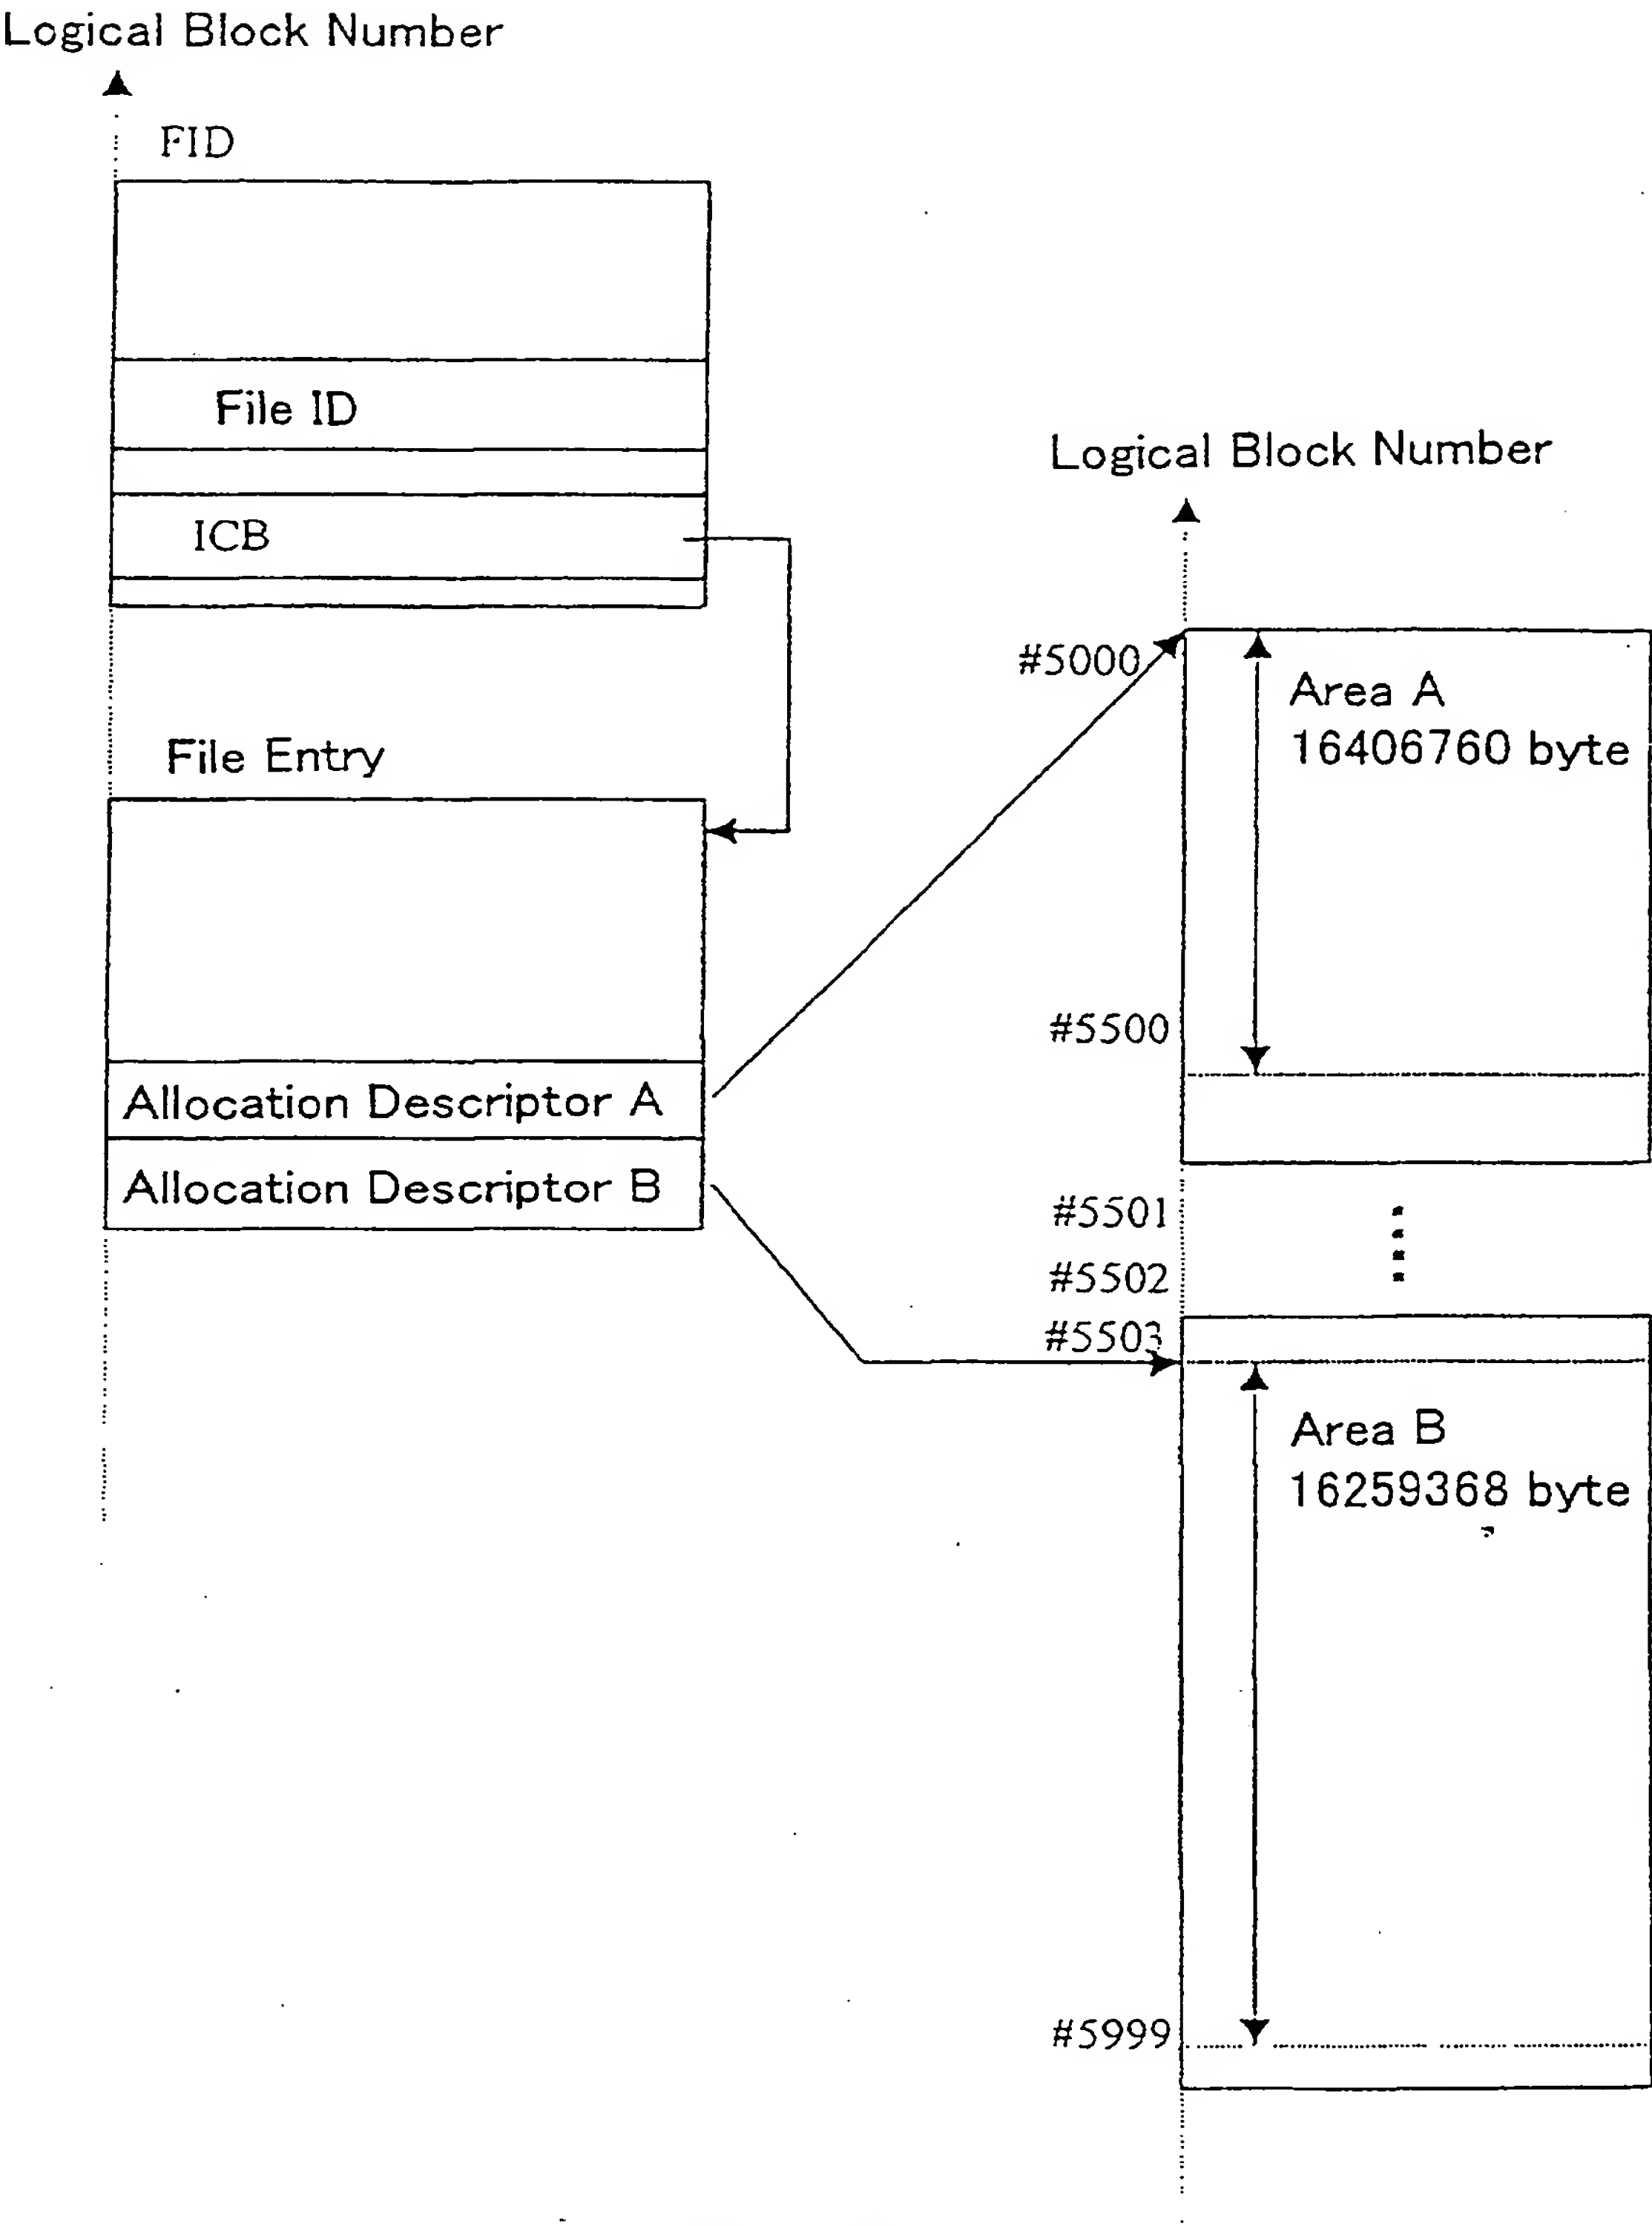 Logical Block Number
FID
File ID
ICB
File Entry
Allocation Descriptor A
Allocation Descriptor B
Logical Block Number
#5000
Area A
16406760 byte
#5500
#5501
#5502
#5503
Area B
16259368 byte
#5999